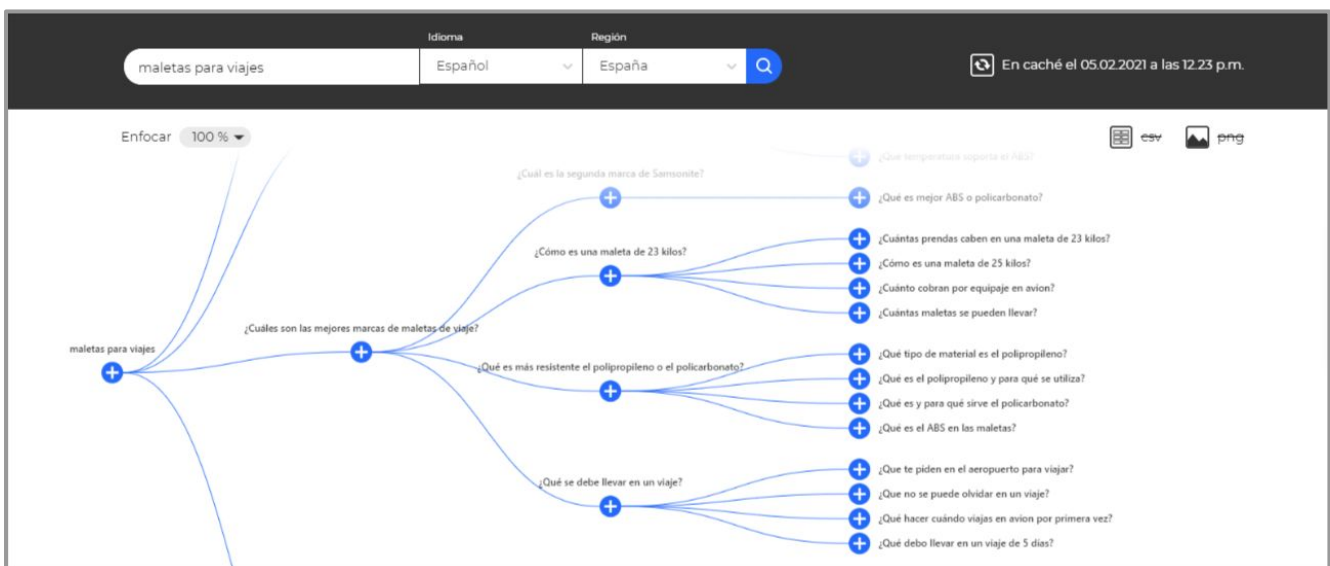 Idioma
Región
maletas para viajes
Español
España
En caché el 05.02.2021 a las 12.23 p.m.
Enfocar
100 %
csv
png
¿Qué temperatura soporta el ABS?
¿Cuál es la segunda marca de Samsonite?
¿Qué es mejor ABS o policarbonato?
¿Cómo es una maleta de 23 kilos?
¿Cuántas prendas caben en una maleta de 23 kilos?
¿Cómo es una maleta de 25 kilos?
¿Cuánto cobran por equipaje en avion?
¿Cuántas maletas se pueden llevar?
¿Cuáles son las mejores marcas de maletas de viaje?
maletas para viajes
¿Qué es más resistente el polipropileno o el policarbonato?
¿Qué tipo de material es el polipropileno?
¿Qué es el polipropileno y para qué se utiliza?
¿Qué es y para qué sirve el policarbonato?
¿Qué es el ABS en las maletas?
¿Qué se debe llevar en un viaje?
¿Que te piden en el aeropuerto para viajar?
¿Que no se puede olvidar en un viaje?
¿Qué hacer cuándo viajas en avion por primera vez?
¿Qué debo llevar en un viaje de 5 días?